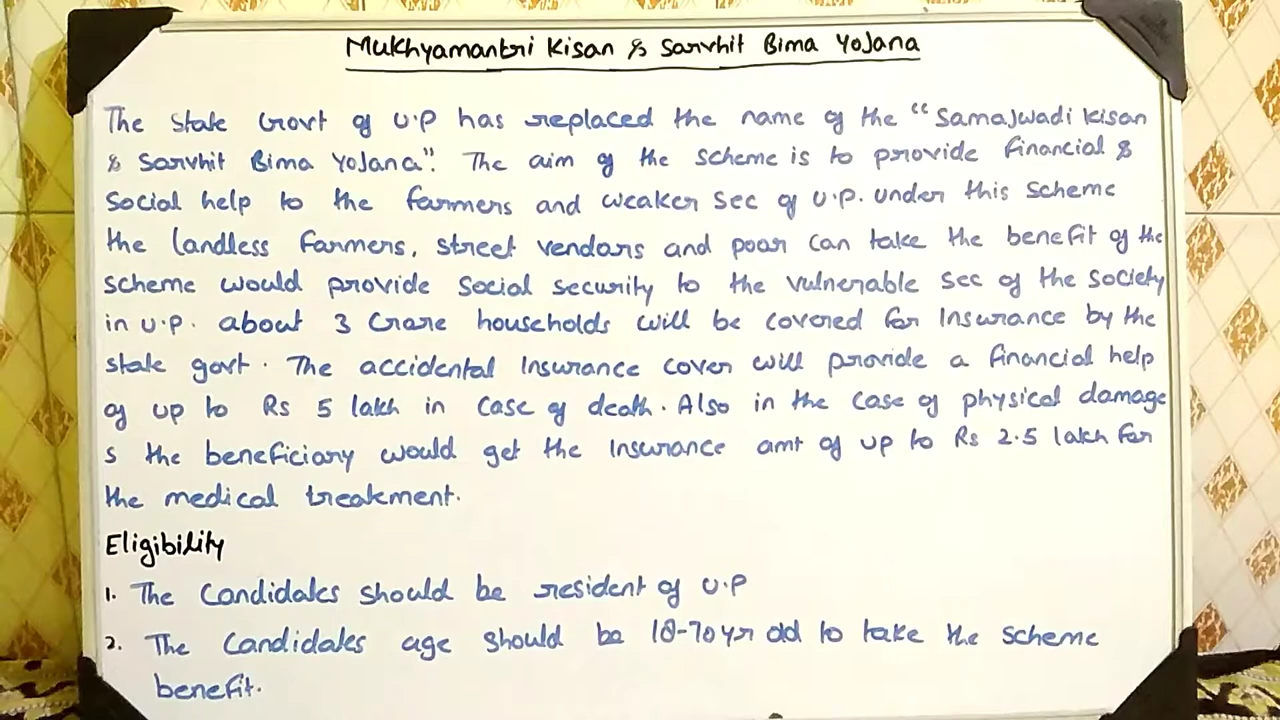 Mukhyamantri Kisan & Sarvhit Bima Yojana
The state Govt of U.P has replaced the name of the "Samajwadi Kisan
& Sarvhit Bima Yojana". The aim of the scheme is to provide financial &
Social help to the farmers and weaker sec of U.P. under this scheme
the landless farmers, street vendors and poor can take the benefit of the
scheme would provide social security to the vulnerable sec of the society
in U.P. about 3 Crore households will be covered for Insurance by the
state govt. The accidental Insurance cover will provide a financial help
of up to Rs 5 lakh in case of death. Also in the case of physical damage
s the beneficiary would get the Insurance amt of up to Rs 2.5 lakh for
the medical treatment.
Eligibility
1. The Candidates should be resident of U.P
2. The Candidates age should be 18-70 yr old to take the scheme
benefit.